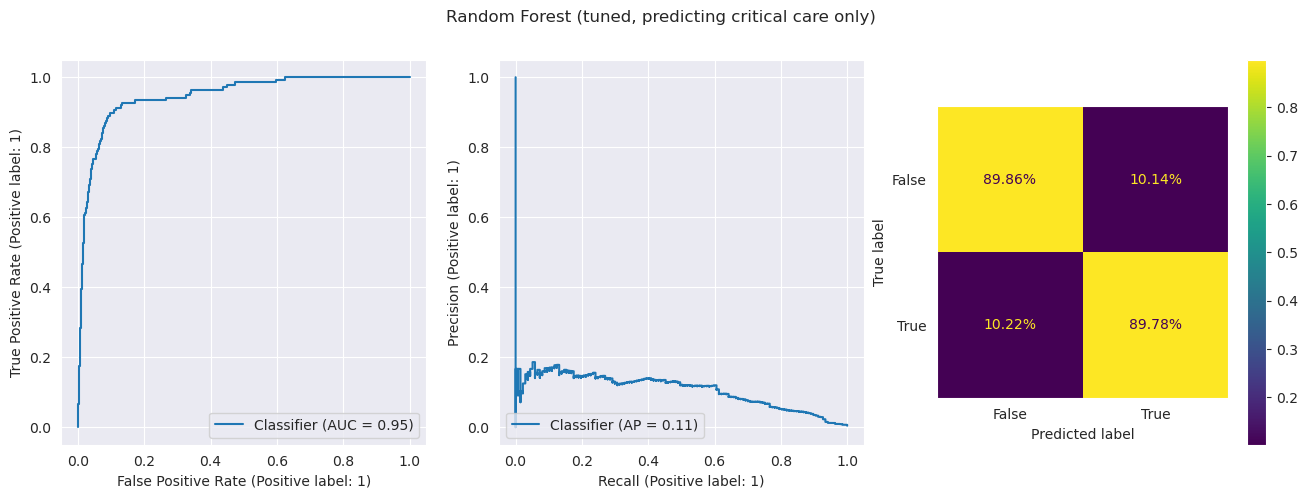 Random Forest (tuned, predicting critical care only)
True Positive Rate (Positive label: 1)
1.0
0.8
0.6
0.4
0.2
0.0
Classifier (AUC = 0.95)
0.0 0.2 0.4 0.6 0.8 1.0
False Positive Rate (Positive label: 1)
Precision (Positive label: 1)
1.0
0.8
0.6
0.4
0.2
0.0
Classifier (AP = 0.11)
0.0 0.2 0.4 0.6 0.8 1.0
Recall (Positive label: 1)
True label
False
True
89.86% 10.14%
10.22% 89.78%
False True
Predicted label
0.8
0.7
0.6
0.5
0.4
0.3
0.2